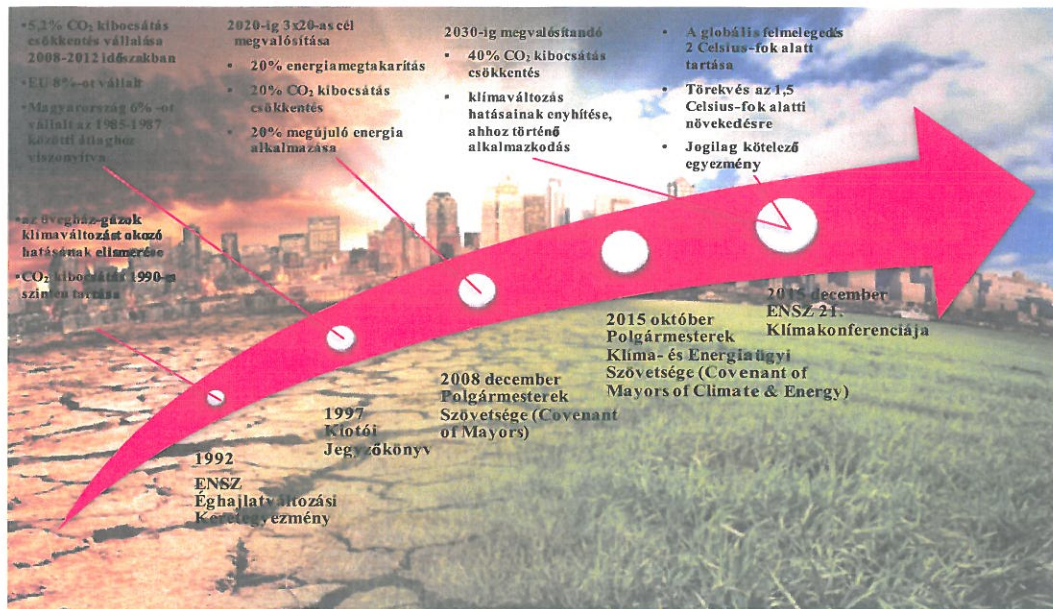 •5,2% CO₂ kibocsátás
csökkentés vállalása
2008-2012 időszakban
•EU 8%-ot vállalt
•Magyarország 6% -ot
vállalt az 1985-1987
közötti átlaghoz
viszonyítva
2020-ig 3x20-as cél
megvalósítása
• 20% energiamegtakarítás
• 20% CO₂ kibocsátás
csökkentés
• 20% megújuló energia
alkalmazása
2030-ig megvalósítandó
• 40% CO₂ kibocsátás
csökkentés
• klímaváltozás
hatásainak enyhítése,
ahhoz történő
alkalmazkodás
• A globális felmelegedés
2 Celsius-fok alatt
tartása
• Törekvés az 1,5
Celsius-fok alatti
növekedésre
• Jogilag kötelező
egyezmény
•az üvegház-gázok
klímaváltozást okozó
hatásának elismerése
•CO₂ kibocsátás 1990-es
szinten tartása
1992
ENSZ
Éghajlatváltozási
Keretegyezmény
1997
Kiotói
Jegyzőkönyv
2008 december
Polgármesterek
Szövetsége (Covenant
of Mayors)
2015 október
Polgármesterek
Klíma- és Energiaügyi
Szövetsége (Covenant of
Mayors of Climate & Energy)
2015 december
ENSZ 21.
Klímakonferenciája